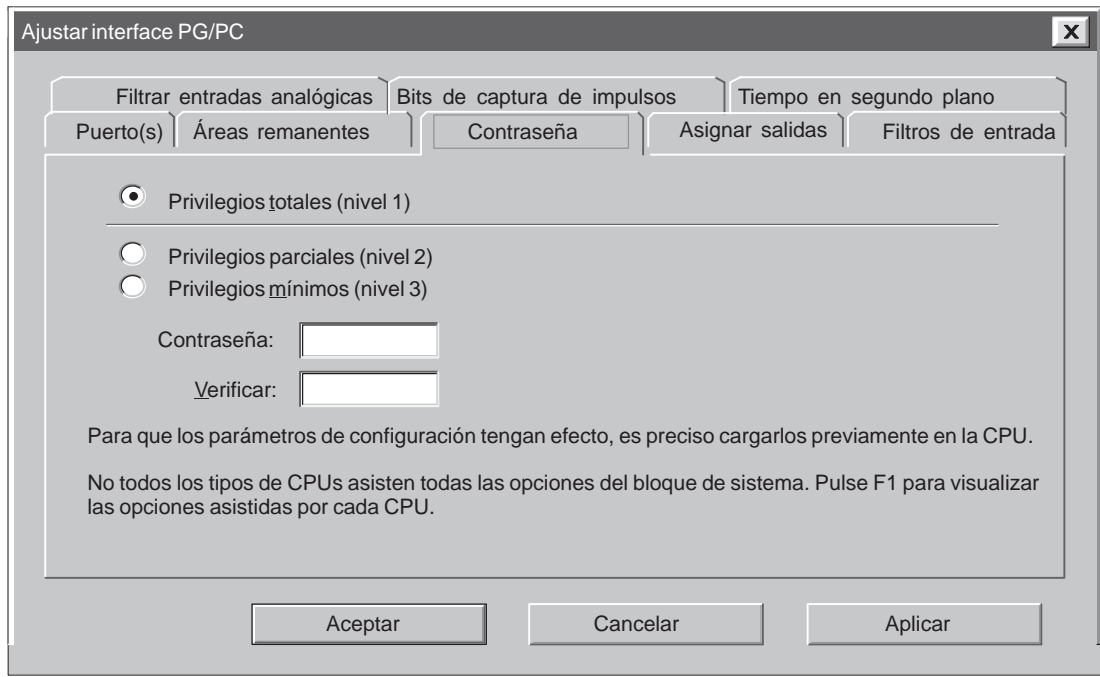 Ajustar interface PG/PC
X
Filtrar entradas analógicas
Bits de captura de impulsos
Tiempo en segundo plano
Puerto(s)
Áreas remanentes
Contraseña
Asignar salidas
Filtros de entrada
Privilegios totales (nivel 1)
Privilegios parciales (nivel 2)
Privilegios mínimos (nivel 3)
Contraseña:
Verificar:
Para que los parámetros de configuración tengan efecto, es preciso cargarlos previamente en la CPU.
No todos los tipos de CPUs asisten todas las opciones del bloque de sistema. Pulse F1 para visualizar
las opciones asistidas por cada CPU.
Aceptar
Cancelar
Aplicar